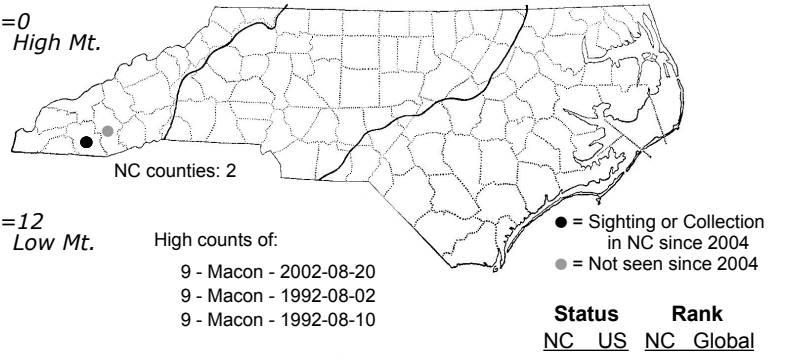 =0
High Mt.
NC counties: 2
=12
Low Mt.
High counts of:
9 - Macon - 2002-08-20
9 - Macon - 1992-08-02
9 - Macon - 1992-08-10
= Sighting or Collection
in NC since 2004
= Not seen since 2004
Status Rank
NC US NC Global